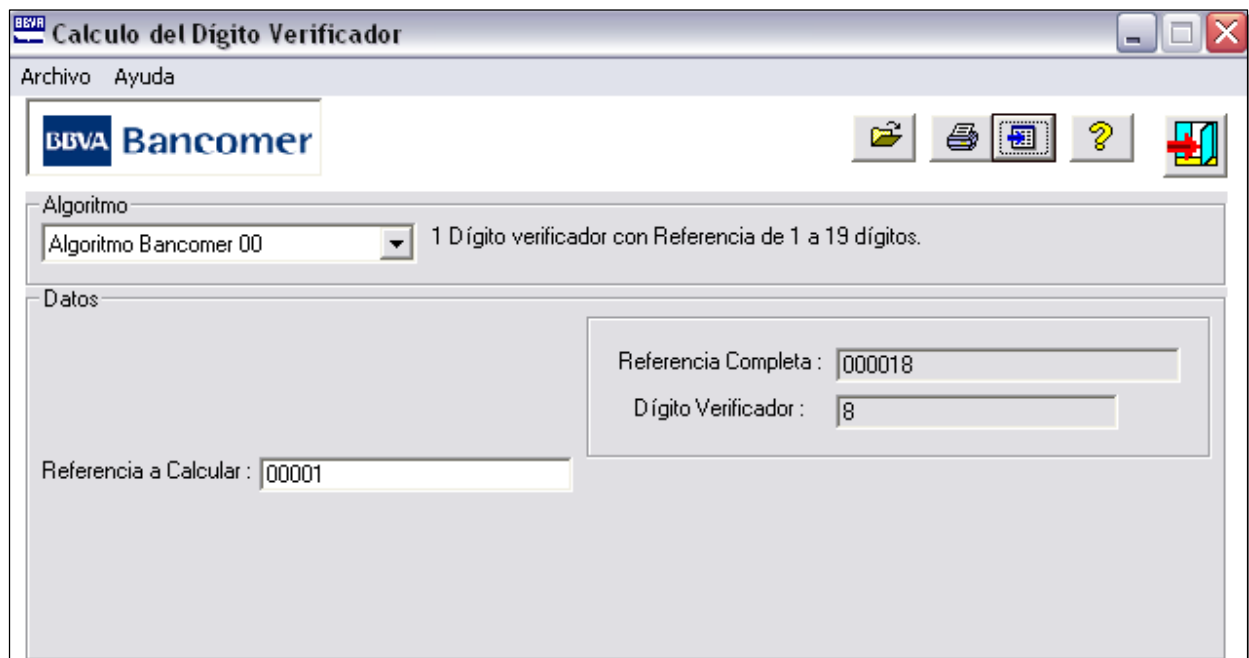 BBVA Calculo del Dígito Verificador
Archivo Ayuda
BBVA Bancomer
Algoritmo
Algoritmo Bancomer 00 1 Dígito verificador con Referencia de 1 a 19 dígitos.
Datos
Referencia Completa : 000018
Dígito Verificador : 8
Referencia a Calcular : 00001